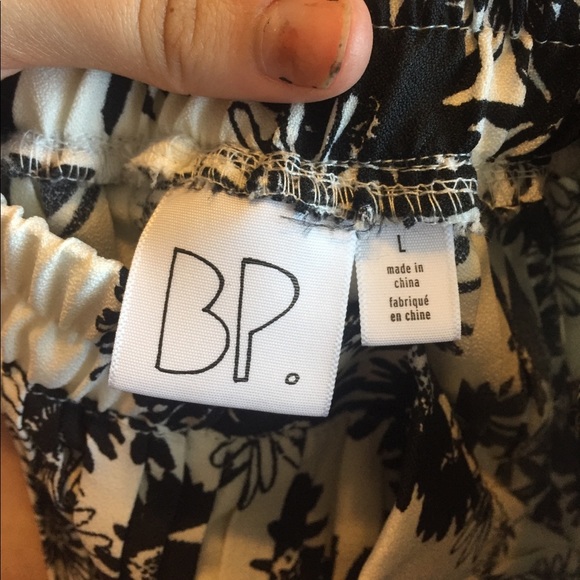 BP.
L
made in
china
fabriqué
en chine